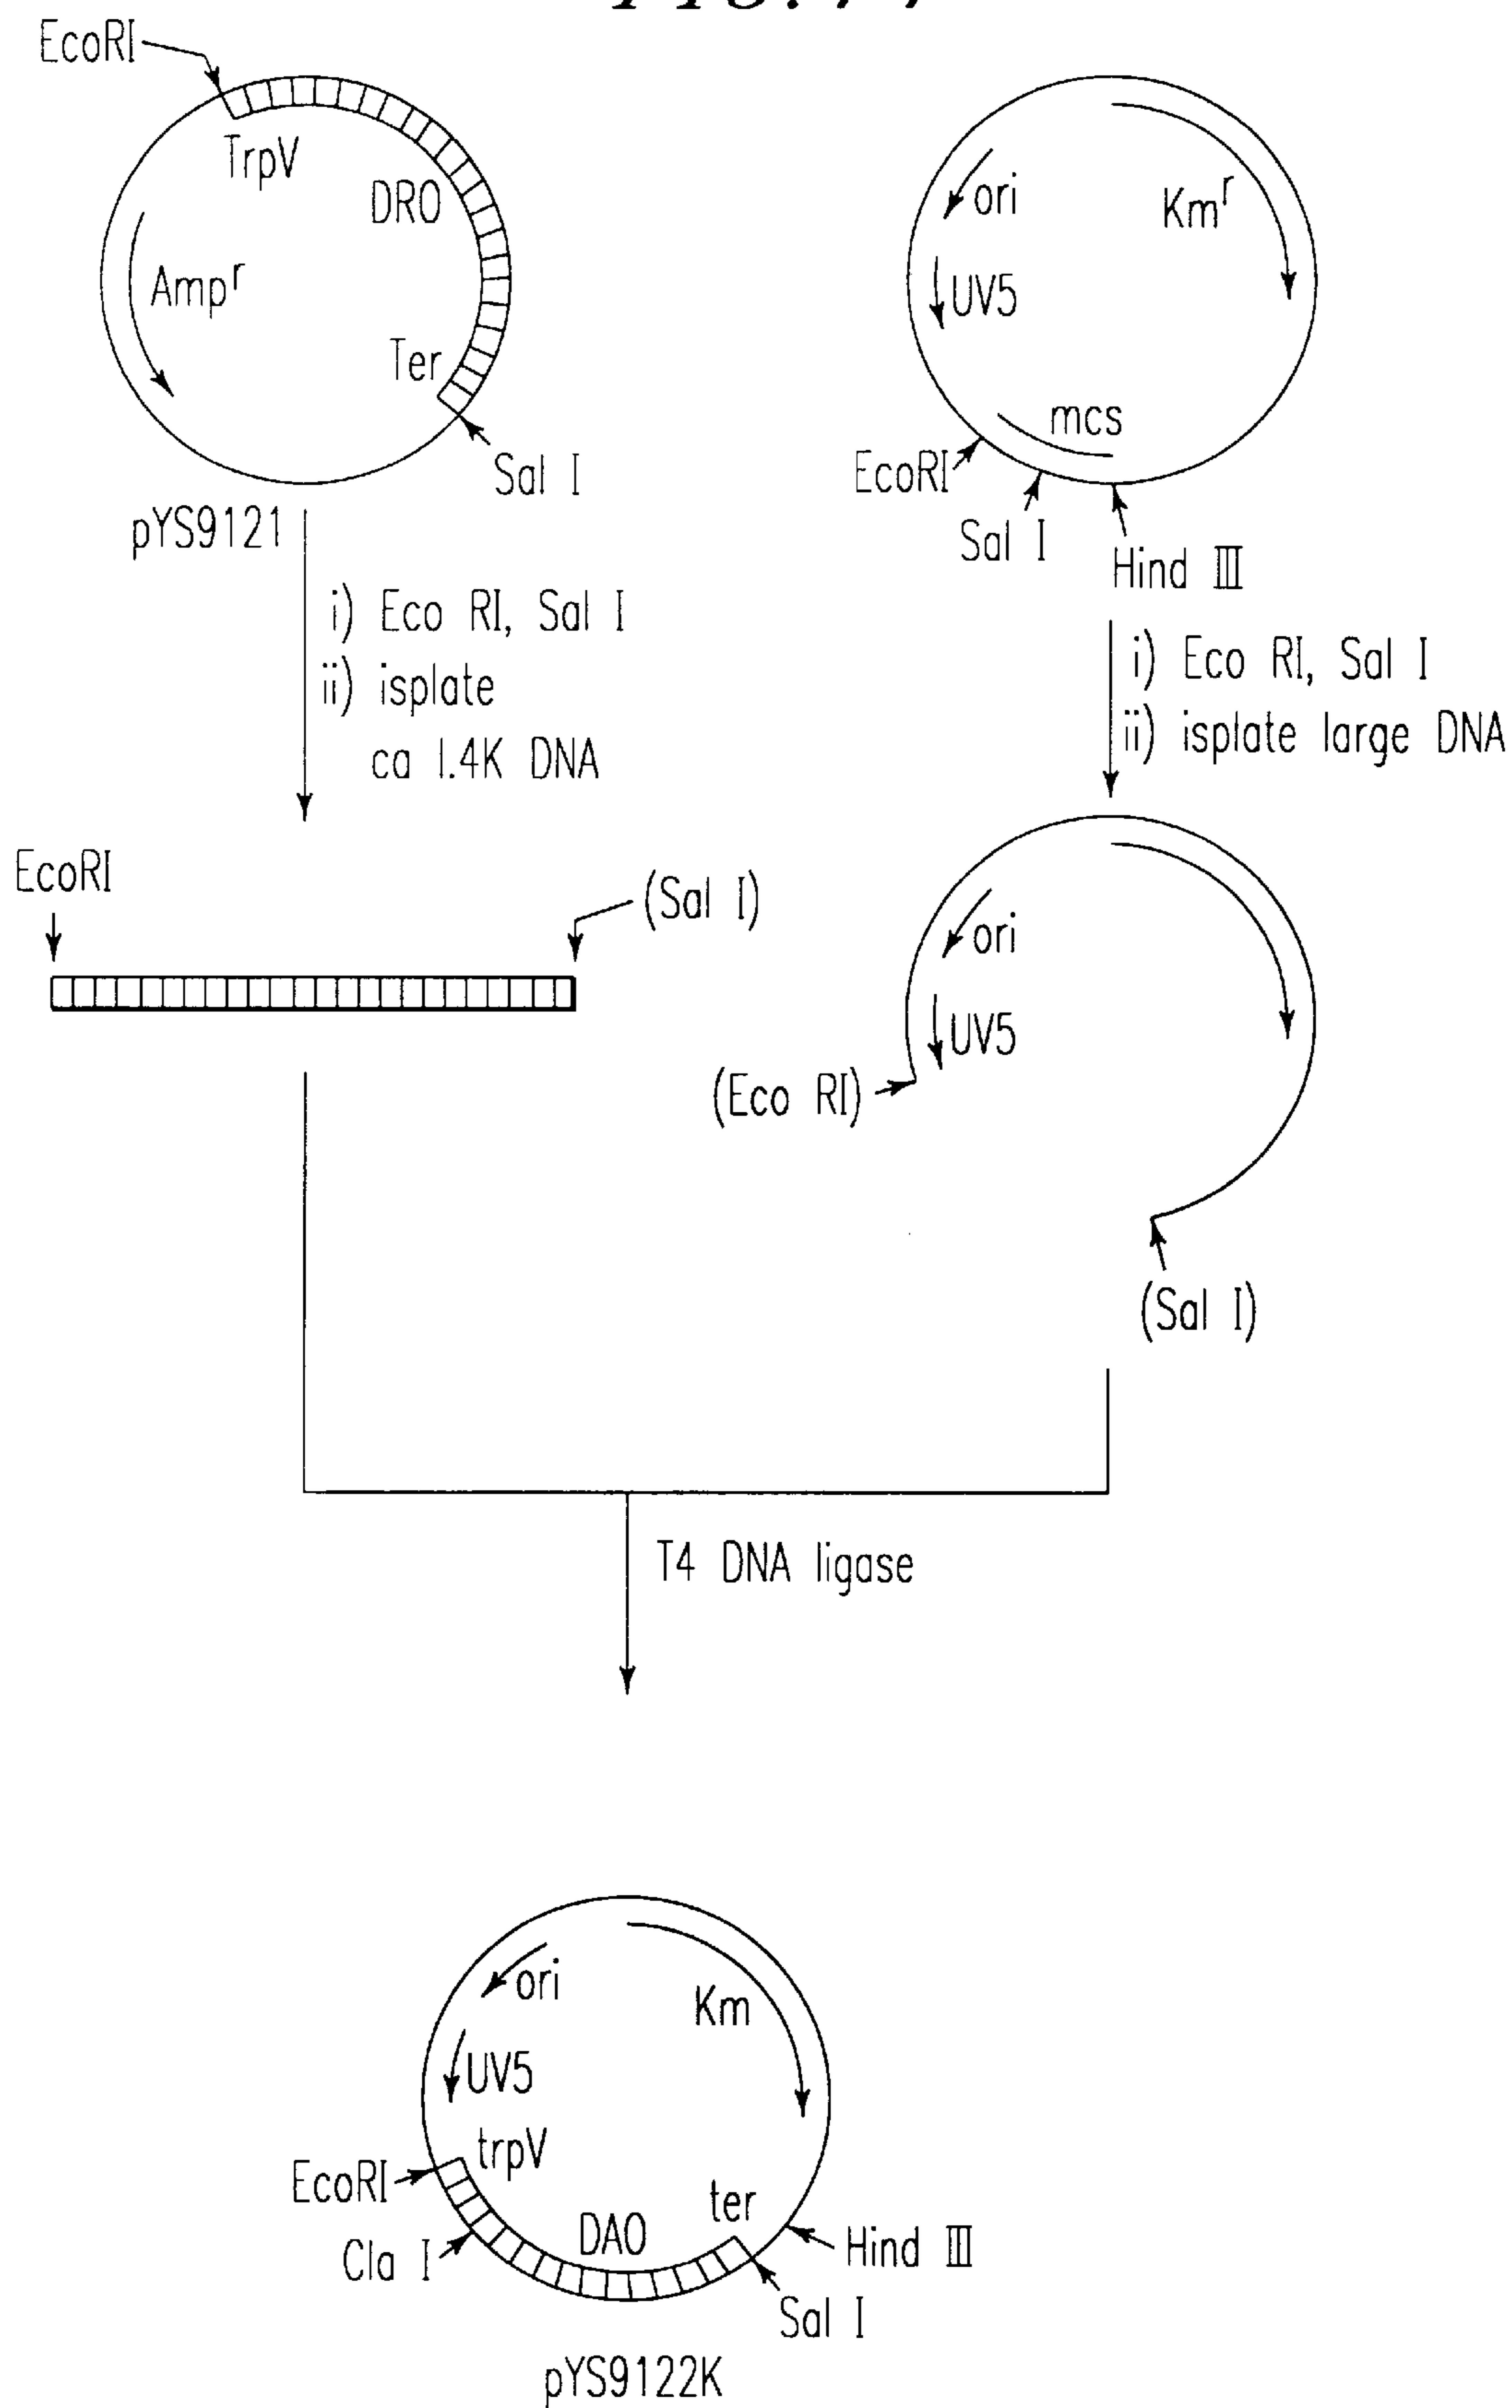 EcoRI
TrpV
DRO
Amp^r
Ter
Sal I
pYS9121
ori
Km^r
UV5
mcs
EcoRI
Sal I
Hind III
i) Eco RI, Sal I
ii) isplate
ca 1.4K DNA
i) Eco RI, Sal I
ii) isplate large DNA
EcoRI
(Sal I)
ori
UV5
(Eco RI)
(Sal I)
T4 DNA ligase
ori
Km
UV5
trpV
EcoRI
ter
DAO
Cla I
Hind III
Sal I
pYS9122K